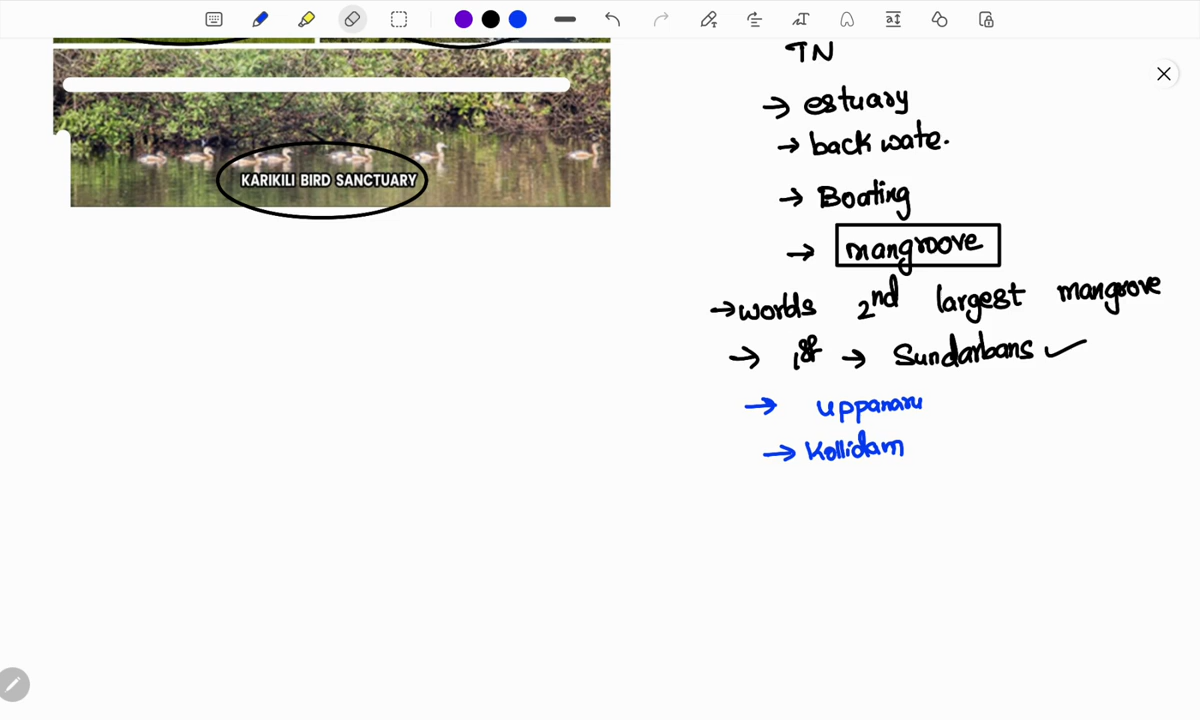 KARIKILI BIRD SANCTUARY
TN
→ estuary
→ back wate.
→ Boating
→ mangroove
→ worlds 2nd largest mangrove
→ 1st → Sundarbans ✓
→ uppanaru
→ Kollidam